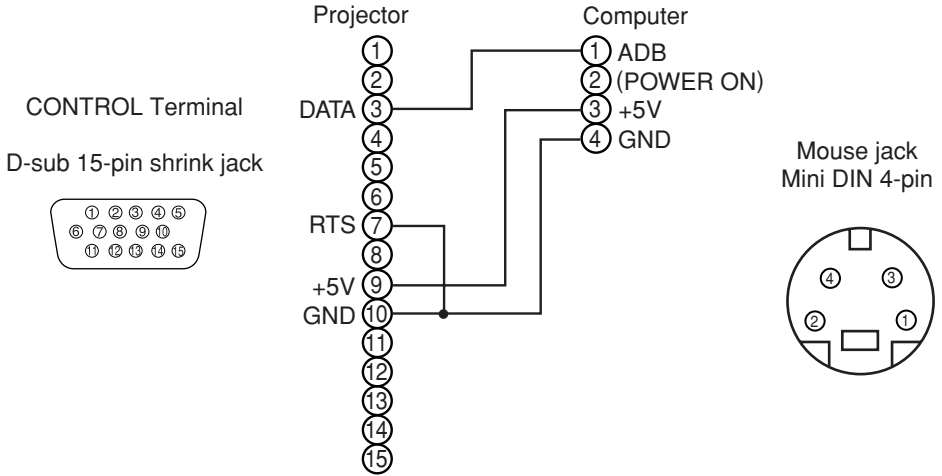 Projector
Computer
CONTROL Terminal
D-sub 15-pin shrink jack
① ② ③ ④ ⑤
⑥ ⑦ ⑧ ⑨ ⑩
⑪ ⑫ ⑬ ⑭ ⑮
①
②
DATA ③
④
⑤
⑥
RTS ⑦
⑧
+5V ⑨
GND ⑩
⑪
⑫
⑬
⑭
⑮
① ADB
② (POWER ON)
③ +5V
④ GND
Mouse jack
Mini DIN 4-pin
④ ③
② ①